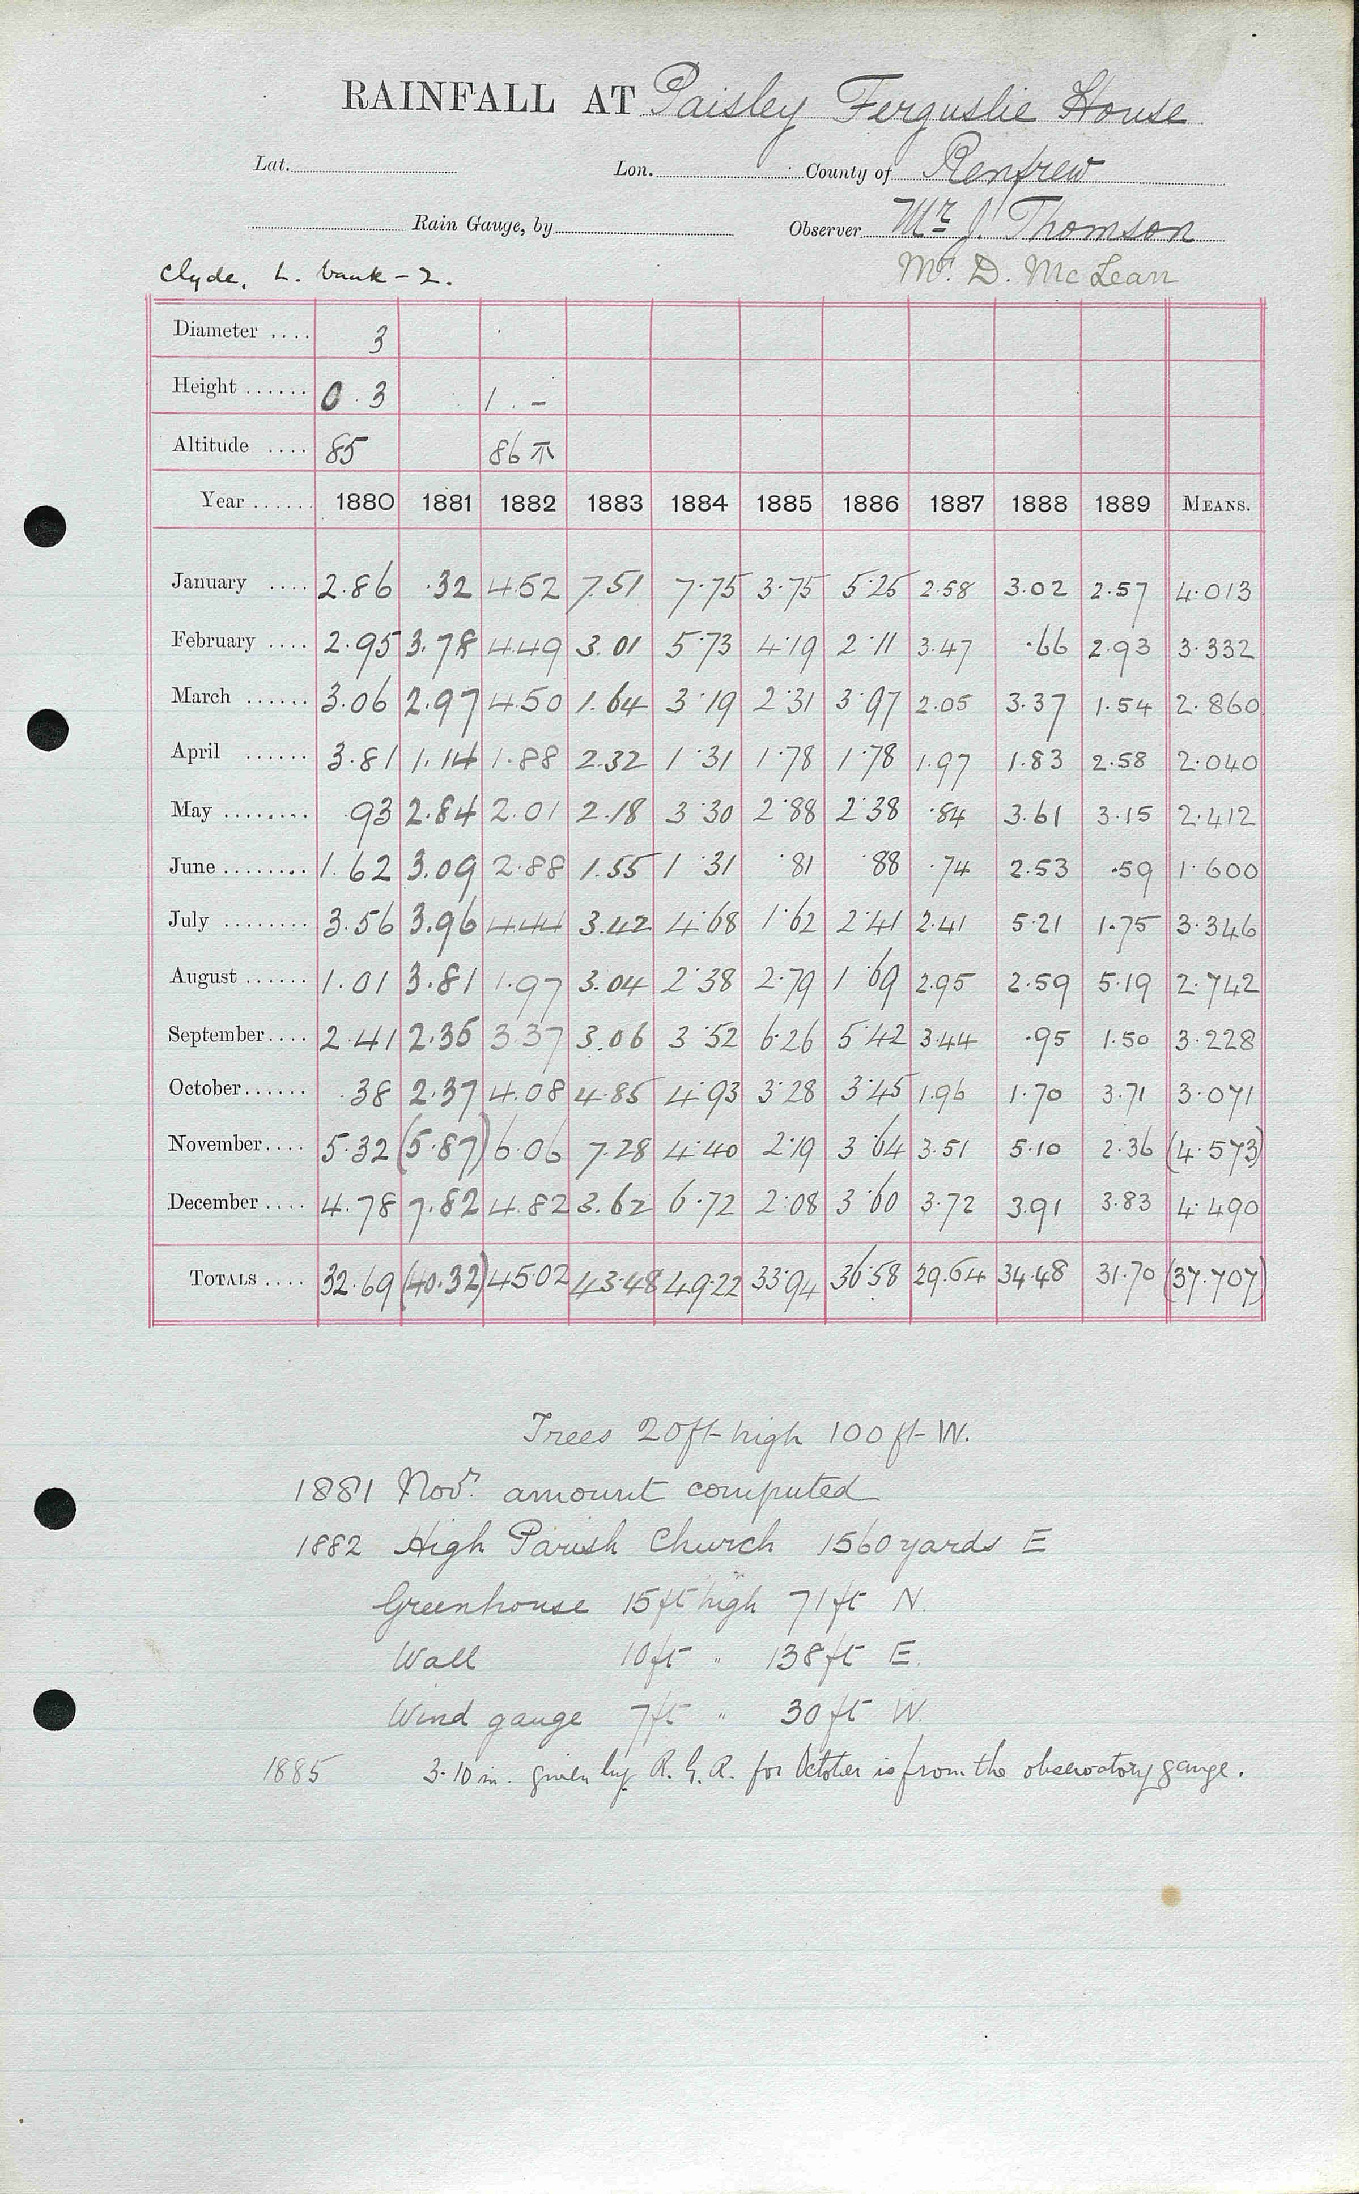 RAINFALL AT Paisley Ferguslie House
Lat. Lon. County of Renfrew
Rain Gauge, by Observer Mr J. Thomson
Clyde, L. bank - 2. Mr. D. McLean
Diameter .... 3
Height ...... 0.3 1.-
Altitude .... 85 86 ⊼
Year ...... 1880 1881 1882 1883 1884 1885 1886 1887 1888 1889 MEANS.
January .... 2.86 .32 4.52 7.51 7.75 3.75 5.25 2.58 3.02 2.57 4.013
February .... 2.95 3.78 4.49 3.01 5.73 4.19 2.11 3.47 .66 2.93 3.332
March ...... 3.06 2.97 4.50 1.64 3.19 2.31 3.97 2.05 3.37 1.54 2.860
April ...... 3.81 1.14 1.88 2.32 1.31 1.78 1.78 1.97 1.83 2.58 2.040
May ........ .93 2.84 2.01 2.18 3.30 2.88 2.38 .84 3.61 3.15 2.412
June ........ 1.62 3.09 2.88 1.55 1.31 .81 .88 .74 2.53 .59 1.600
July ........ 3.56 3.96 4.44 3.42 4.68 1.62 2.41 2.41 5.21 1.75 3.346
August ...... 1.01 3.81 1.97 3.04 2.38 2.79 1.69 2.95 2.59 5.19 2.742
September.... 2.41 2.35 3.37 3.06 3.52 6.26 5.42 3.44 .95 1.50 3.228
October...... .38 2.37 4.08 4.85 4.93 3.28 3.45 1.96 1.70 3.71 3.071
November.... 5.32 (5.87) 6.06 7.28 4.40 2.19 3.64 3.51 5.10 2.36 (4.573)
December .... 4.78 7.82 4.82 3.62 6.72 2.08 3.60 3.72 3.91 3.83 4.490
TOTALS .... 32.69 (40.32) 45.02 43.48 49.22 33.94 36.58 29.64 34.48 31.70 (37.707)
Trees 20ft high 100ft W.
1881 Novr. amount computed
1882 High Parish Church 1560 yards E
Greenhouse 15ft high 71ft N.
Wall 10ft " 138ft E.
Wind gauge 7ft " 30ft W.
1885 3.10 in. given by R. G. R. for October is from the observatory gauge.